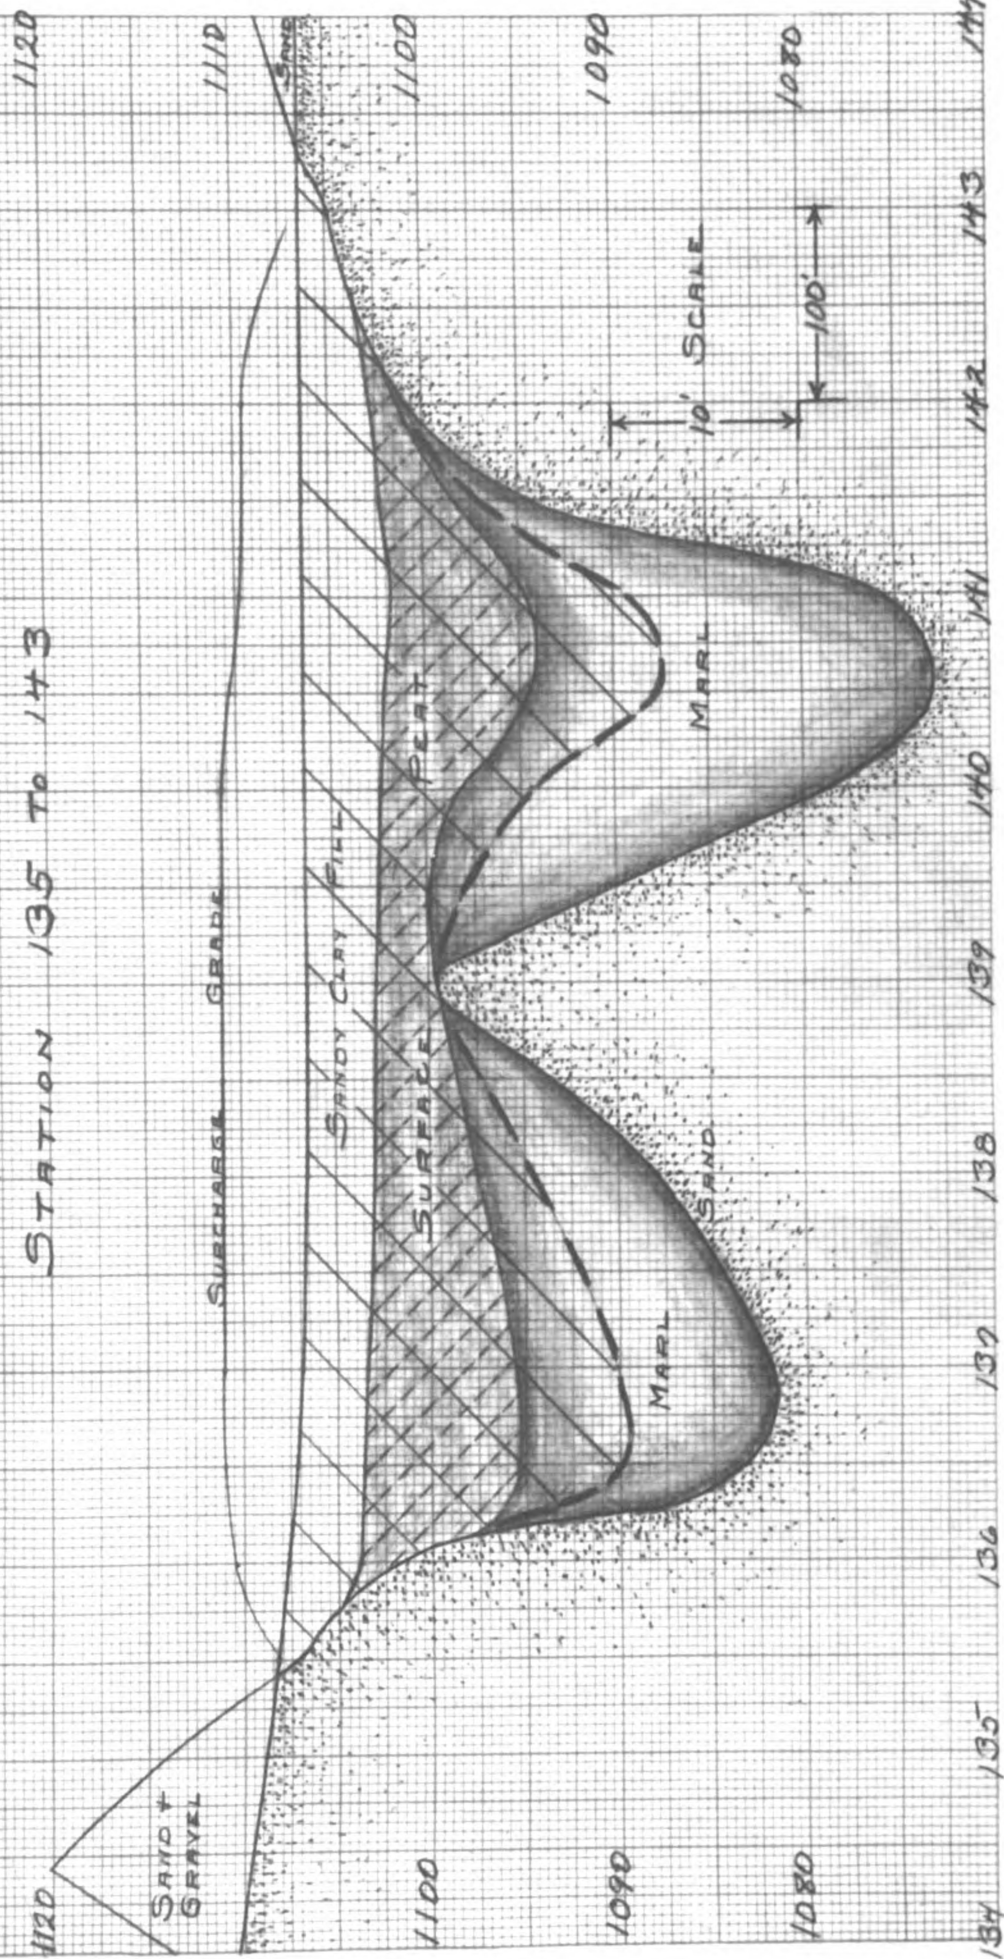 STATION 135 TO 143
1120
1110
1100
1090
1080
1120
1100
1090
1080
SAND +
GRAVEL
SAND
SURCHARGE GRADE
SANDY CLAY FILL
SURFACE PEAT
MARL
MARL
SAND
10' SCALE
100'
134 135 136 137 138 139 140 141 142 143 144